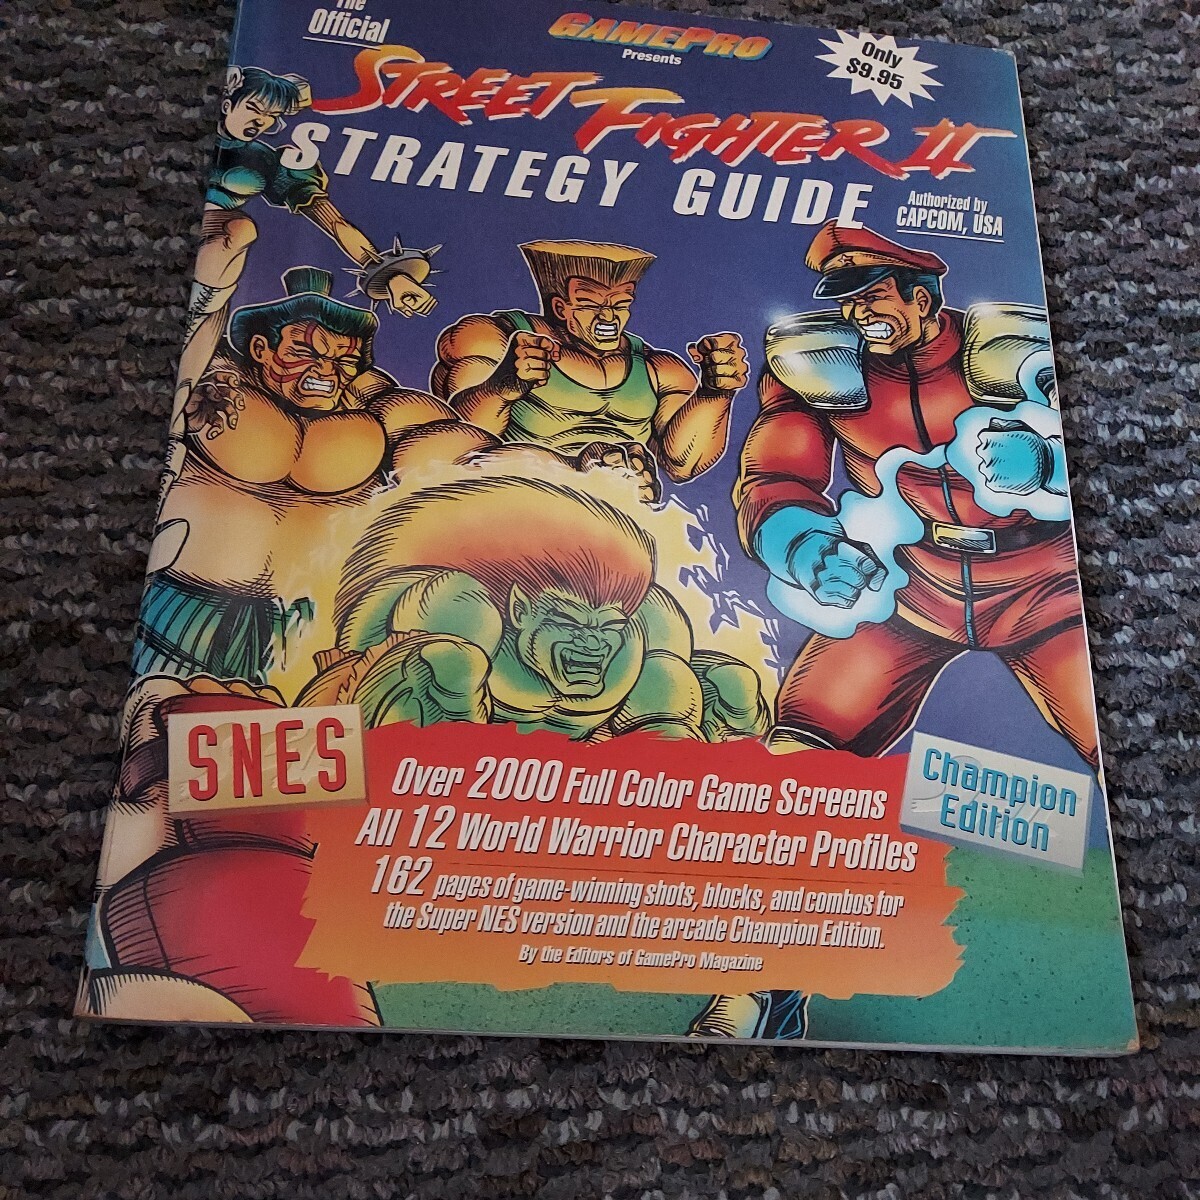 The
Official
GAMEPRO
Presents
Only
$9.95
STREET FIGHTER II
STRATEGY GUIDE
Authorized by
CAPCOM, USA
SNES
Champion
Edition
Over 2000 Full Color Game Screens
All 12 World Warrior Character Profiles
162 pages of game-winning shots, blocks, and combos for
the Super NES version and the arcade Champion Edition.
By the Editors of GamePro Magazine